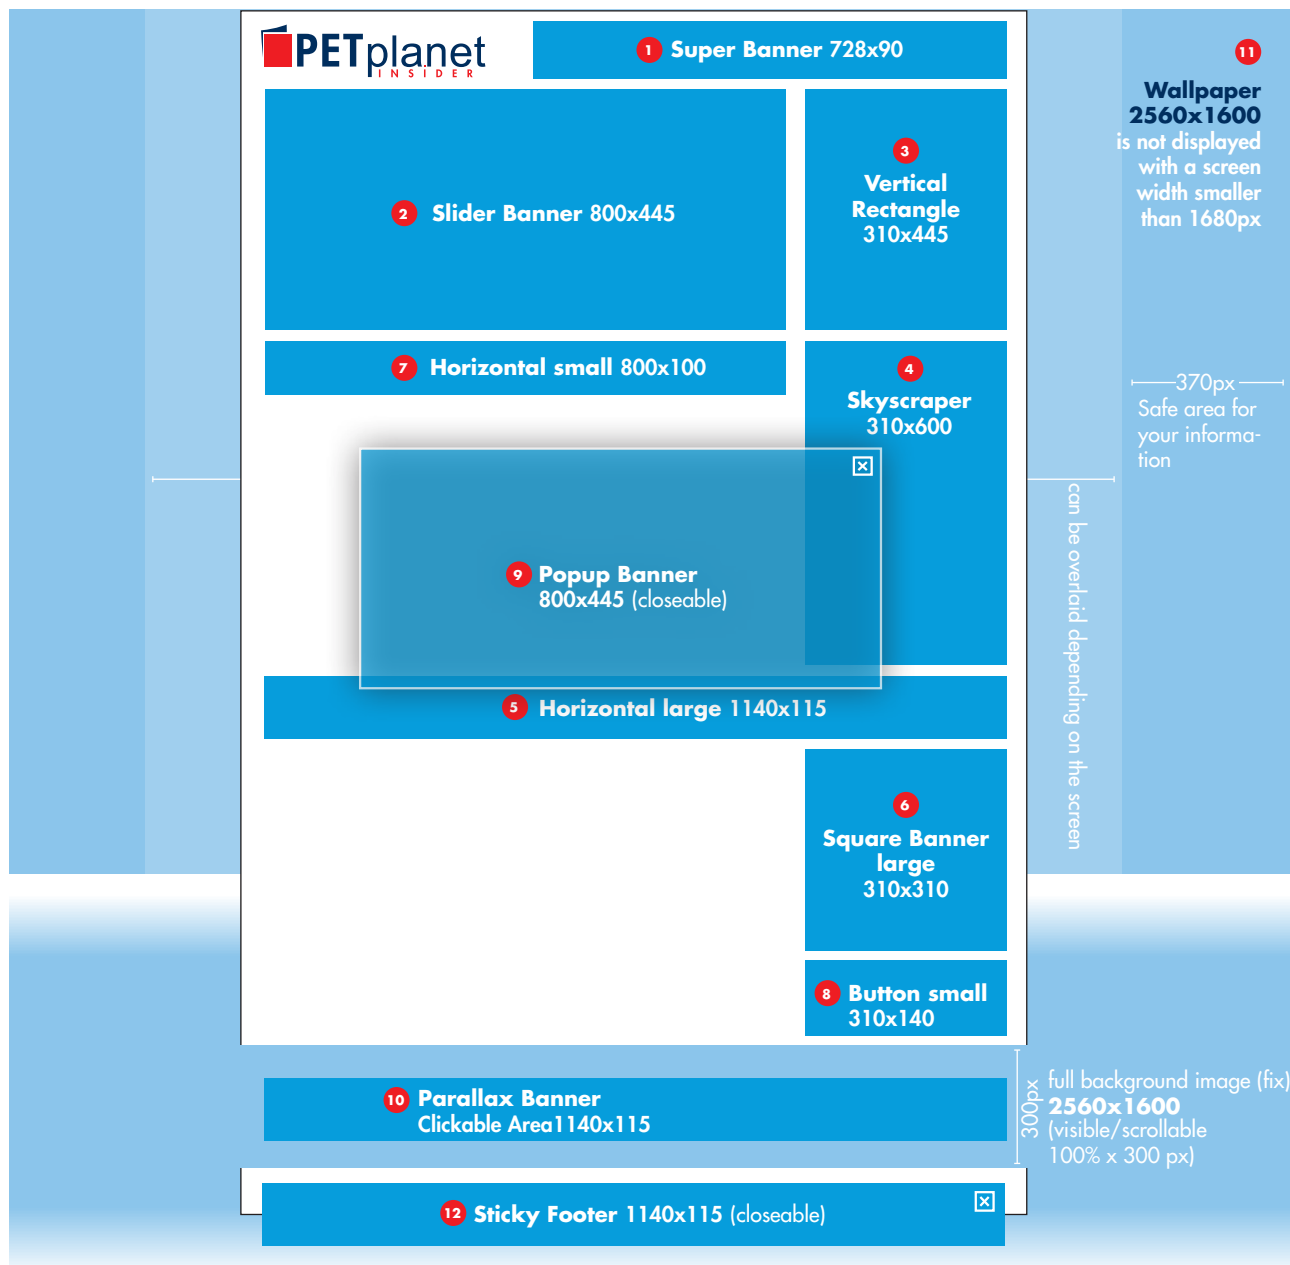 PETplanet
INSIDER
1 Super Banner 728x90
2 Slider Banner 800x445
3
Vertical
Rectangle
310x445
11
Wallpaper
2560x1600
is not displayed
with a screen
width smaller
than 1680px
7 Horizontal small 800x100
4
Skyscraper
310x600
370px
Safe area for
your informa-
tion
9 Popup Banner
800x445 (closeable)
can be overlaid depending on the screen
5 Horizontal large 1140x115
6
Square Banner
large
310x310
8 Button small
310x140
10 Parallax Banner
Clickable Area1140x115
300px
full background image (fix)
2560x1600
(visible/scrollable
100% x 300 px)
12 Sticky Footer 1140x115 (closeable)